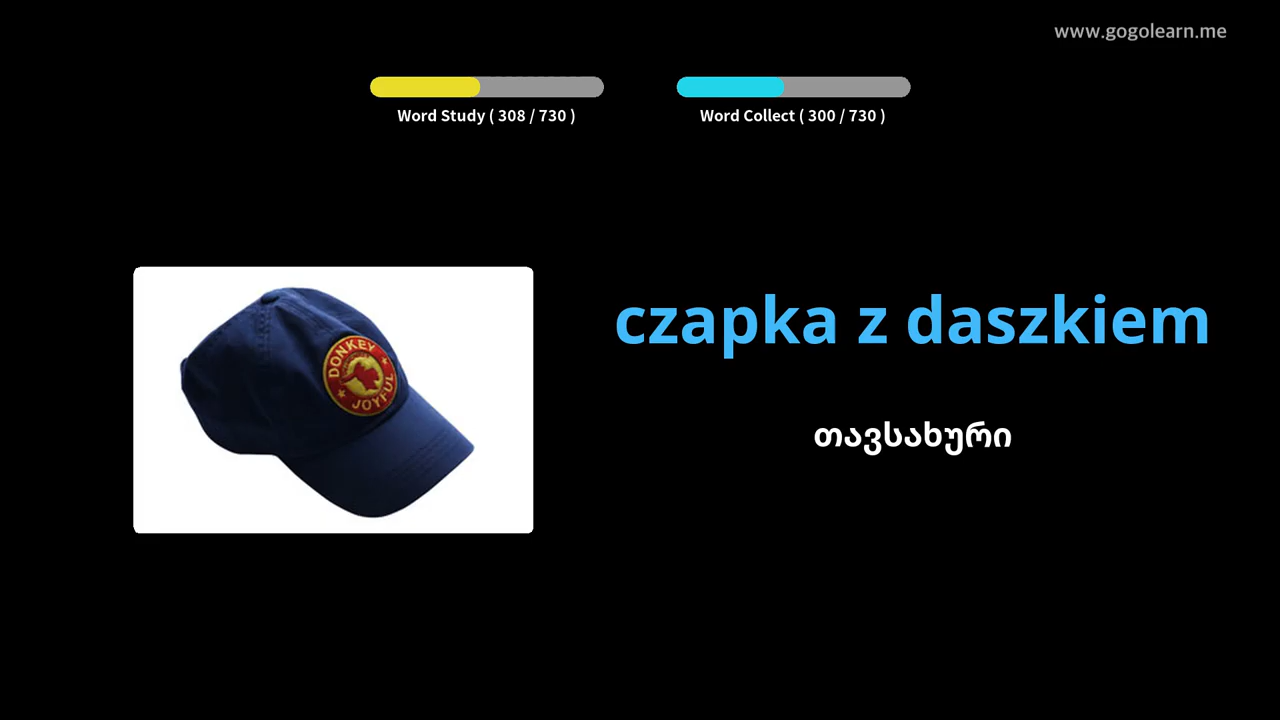 www.gogolearn.me
Word Study ( 308 / 730 )
Word Collect ( 300 / 730 )
czapka z daszkiem
თავსახური
DONKEY
JOYFUL